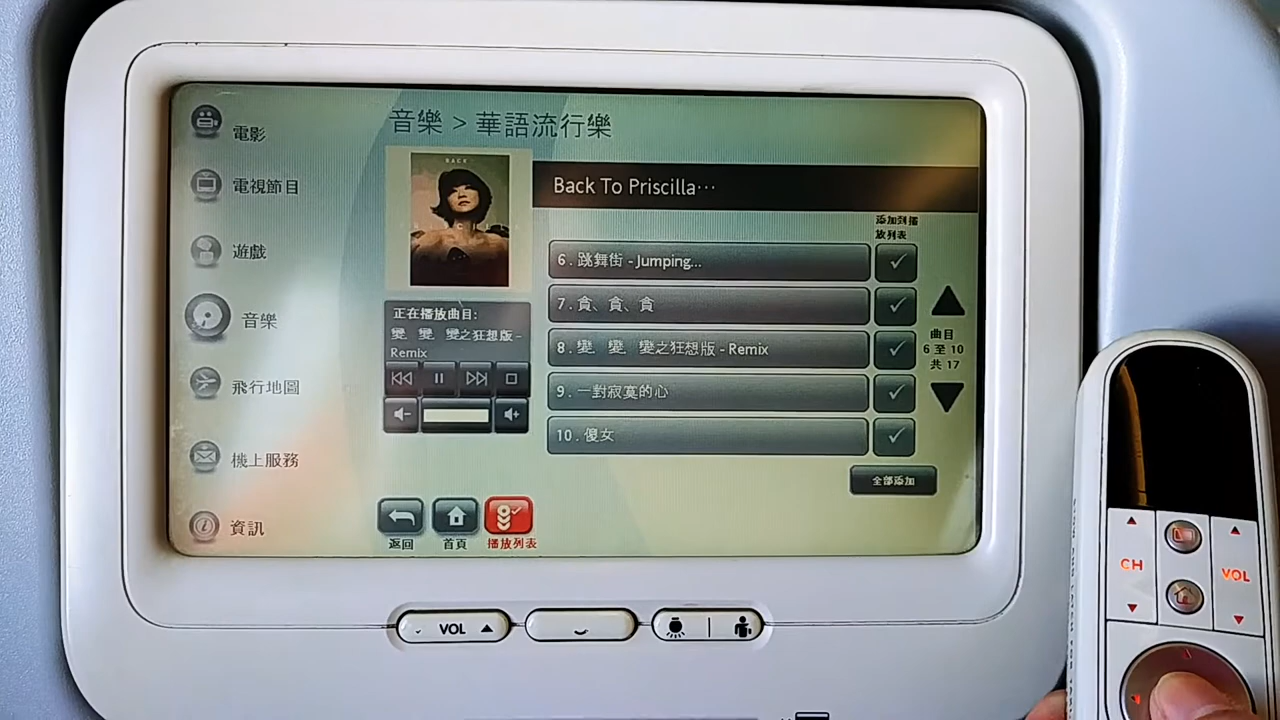 電影
電視節目
遊戲
音樂
飛行地圖
機上服務
資訊
音樂 > 華語流行樂
BACK
Back To Priscilla…
添加到播
放列表
6 . 跳舞街 - Jumping...
7 . 貪、貪、貪
8 . 變 變 變之狂想版 - Remix
9 . 一對寂寞的心
10 . 傻女
曲目
6 至 10
共 17
全部添加
正在播放曲目:
變 變 變之狂想版 -
Remix
返回
首頁
播放列表
VOL
CH
VOL